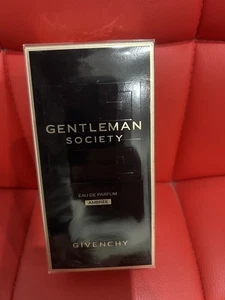 GENTLEMAN
SOCIETY
EAU DE PARFUM
AMBRÉE
GIVENCHY